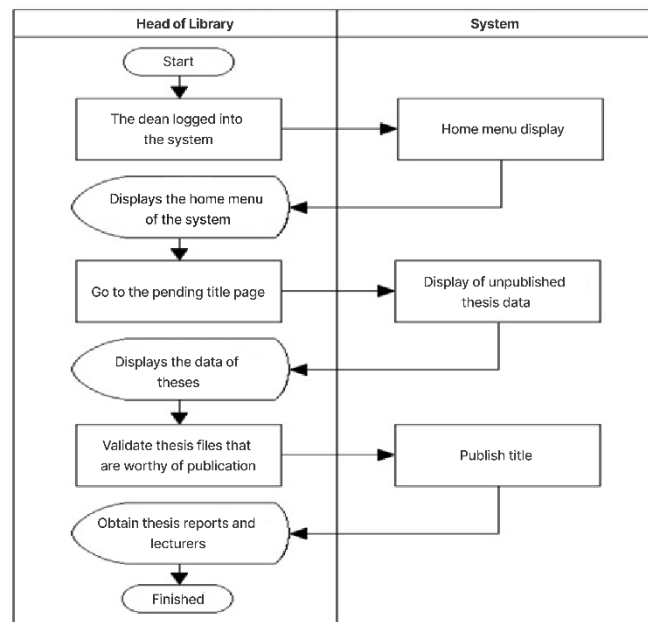 Head of Library
System
Start
The dean logged into
the system
Home menu display
Displays the home menu
of the system
Go to the pending title page
Display of unpublished
thesis data
Displays the data of
theses
Validate thesis files that
are worthy of publication
Publish title
Obtain thesis reports and
lecturers
Finished